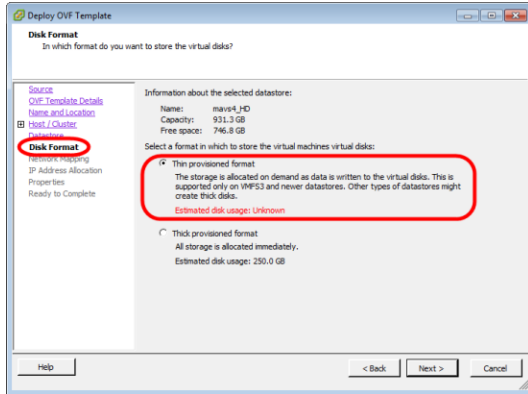 Deploy OVF Template
Disk Format
In which format do you want to store the virtual disks?
Source
OVF Template Details
Name and Location
Host / Cluster
Datastore
Disk Format
Network Mapping
IP Address Allocation
Properties
Ready to Complete
Information about the selected datastore:
Name: mavs4_HD
Capacity: 931.3 GB
Free space: 746.8 GB
Select a format in which to store the virtual machines virtual disks:
Thin provisioned format
The storage is allocated on demand as data is written to the virtual disks. This is
supported only on VMFS3 and newer datastores. Other types of datastores might
create thick disks.
Estimated disk usage: Unknown
Thick provisioned format
All storage is allocated immediately.
Estimated disk usage: 250.0 GB
Help
< Back
Next >
Cancel